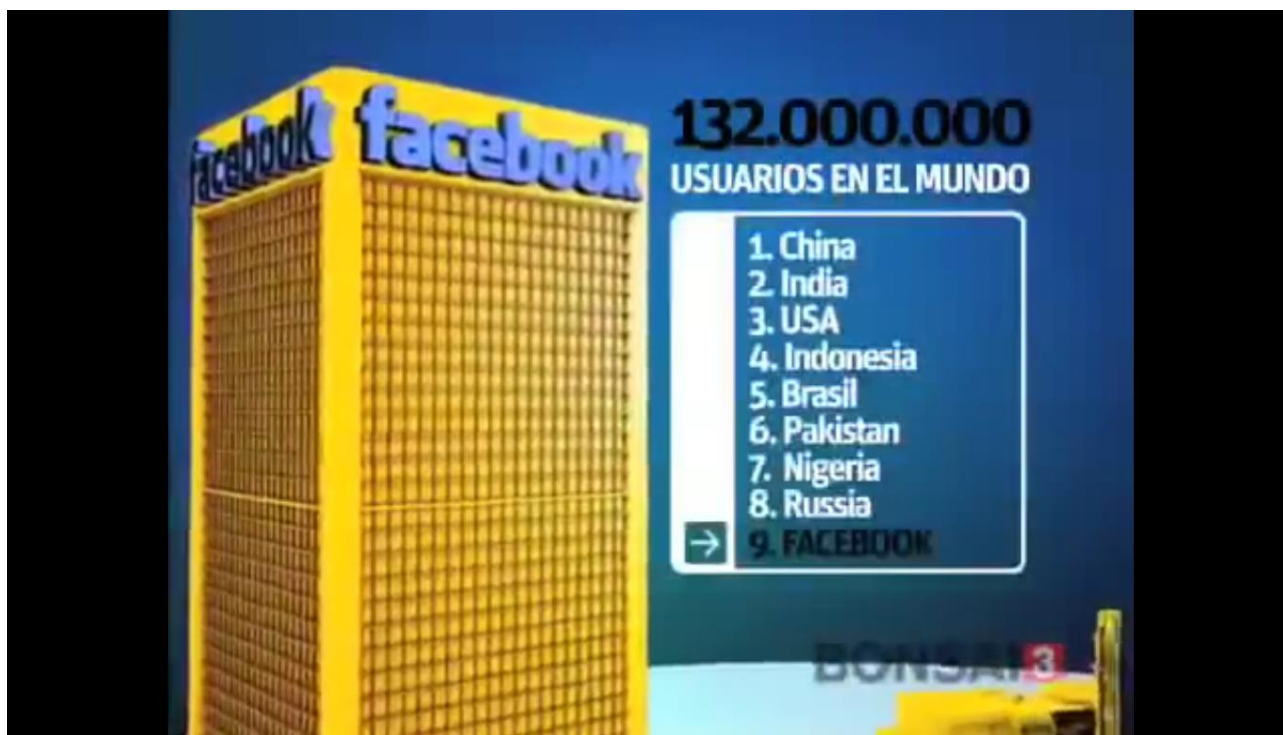 facebook facebook
132.000.000
USUARIOS EN EL MUNDO
1. China
2. India
3. USA
4. Indonesia
5. Brasil
6. Pakistan
7. Nigeria
8. Russia
→ 9. FACEBOOK
BONSAI 3